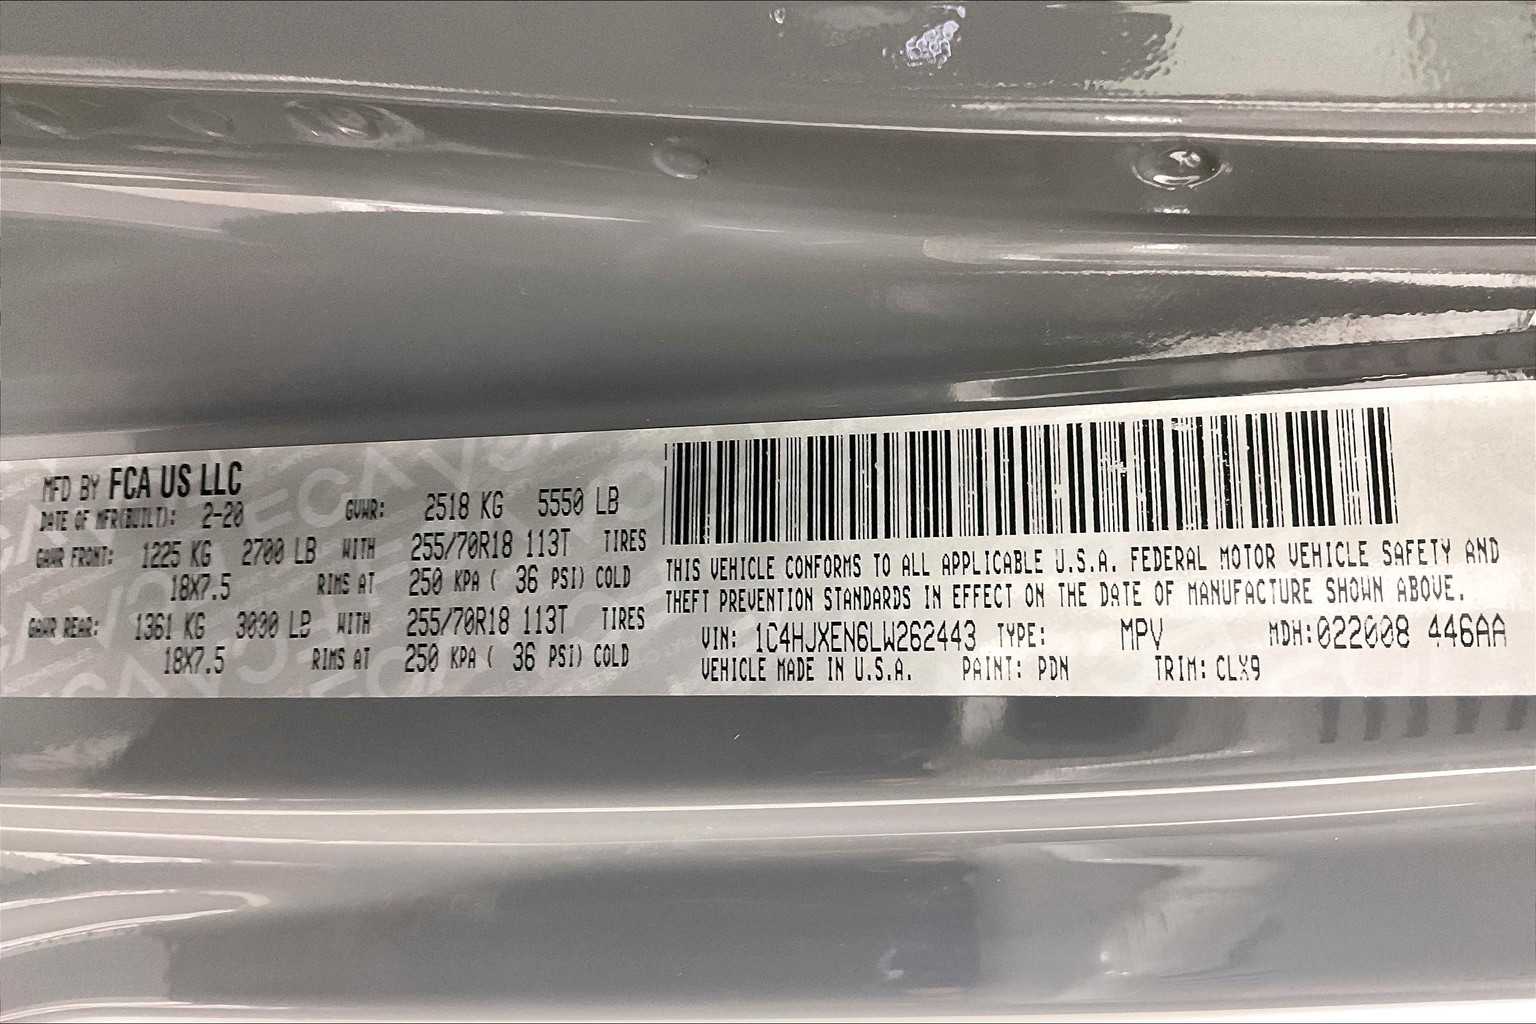 MFD BY FCA US LLC
DATE OF MFR(BUILT): 2-20 GVWR: 2518 KG 5550 LB
GAWR FRONT: 1225 KG 2700 LB WITH 255/70R18 113T TIRES
18X7.5 RIMS AT 250 KPA ( 36 PSI) COLD
GAWR REAR: 1361 KG 3000 LB WITH 255/70R18 113T TIRES
18X7.5 RIMS AT 250 KPA ( 36 PSI) COLD
THIS VEHICLE CONFORMS TO ALL APPLICABLE U.S.A. FEDERAL MOTOR VEHICLE SAFETY AND
THEFT PREVENTION STANDARDS IN EFFECT ON THE DATE OF MANUFACTURE SHOWN ABOVE.
VIN: 1C4HJXEN6LW262443 TYPE: MPV MDH:022008 446AA
VEHICLE MADE IN U.S.A. PAINT: PDN TRIM: CLX9